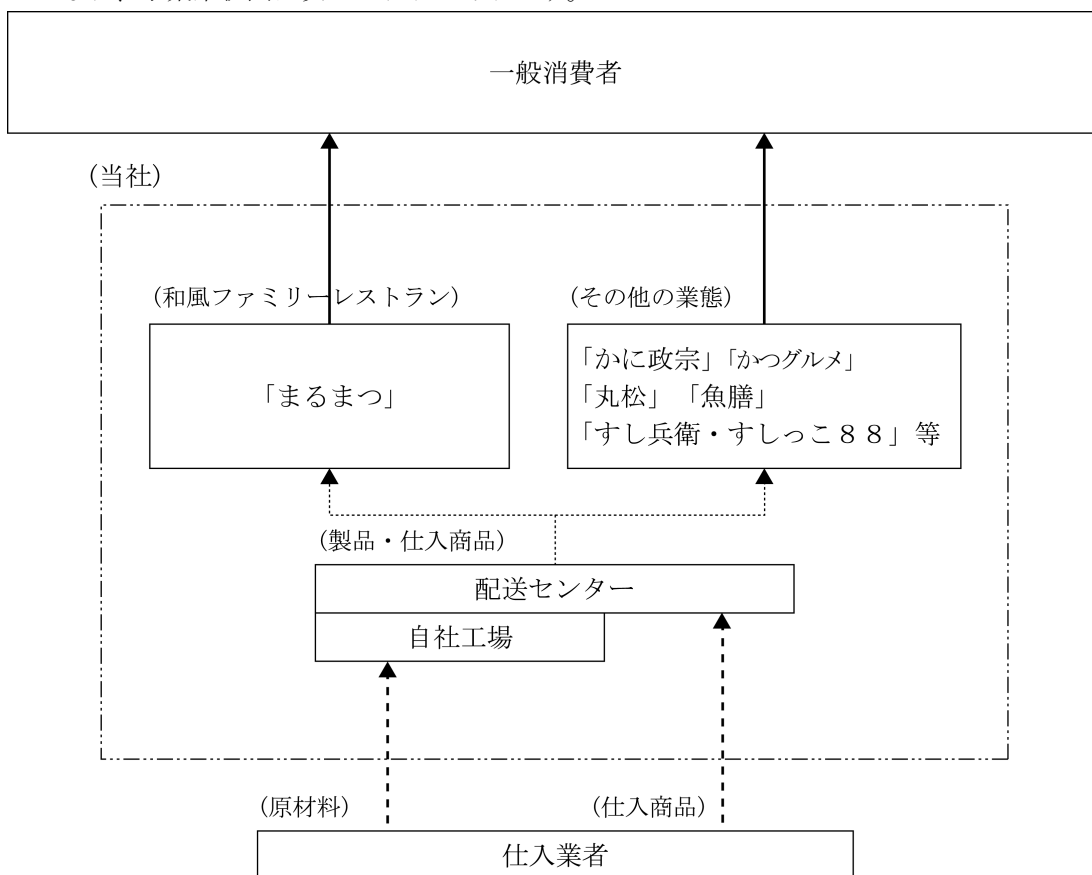 一般消費者
(当社)
(和風ファミリーレストラン)
(その他の業態)
「まるまつ」
「かに政宗」「かつグルメ」
「丸松」「魚膳」
「すし兵衛・すしっこ８８」等
(製品・仕入商品)
配送センター
自社工場
(原材料)
(仕入商品)
仕入業者